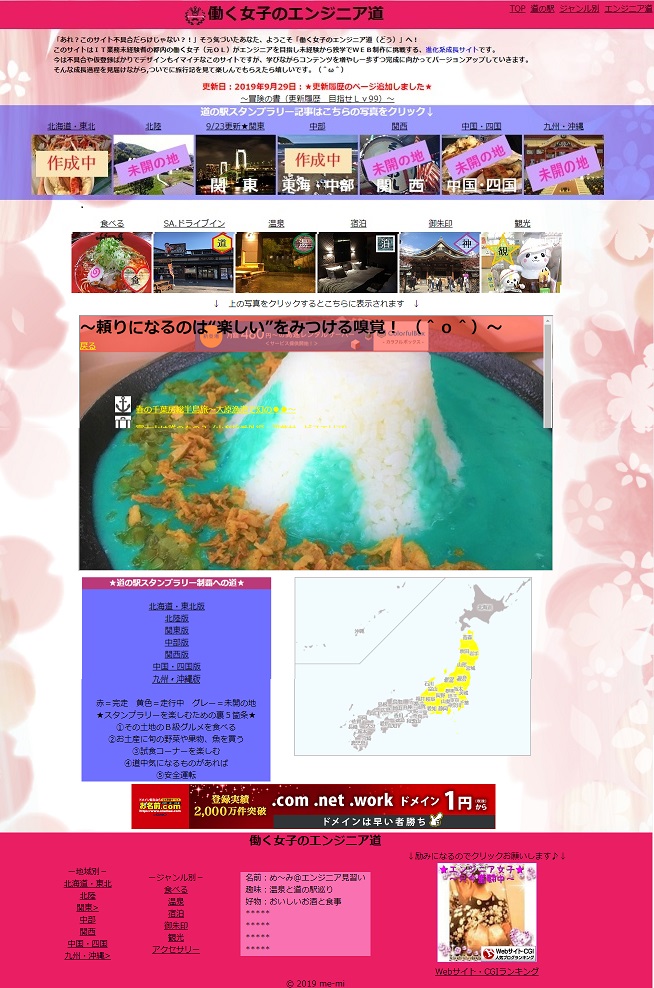 働く女子のエンジニア道
TOP 道の駅 ジャンル別 エンジニア
「あれ？このサイト不具合だらけじゃない？！」そう気づいたあなた、ようこそ「働く女子のエンジニア道（どう）」へ！
このサイトはＩＴ業務未経験者の都内の働く女子（元ＯＬ）がエンジニアを目指し未経験から独学でＷＥＢ制作に挑戦する、進化系成長サイトです。
今は不具合や仮登録ばかりでデザインもイマイチなこのサイトですが、学びながらコンテンツを増やし一歩ずつ完成に向かってバージョンアップしていきます。
そんな成長過程を見届けながら,ついでに旅行記を見て楽しんでもらえたら嬉しいです。（＾ω＾）
更新日：2019年9月29日：★更新履歴のページ追加しました★
～冒険の書（更新履歴　目指せＬｖ99）～
道の駅スタンプラリー記事はこちらの写真をクリック↓
北海道・東北 北陸 9/23更新★関東 中部 関西 中国・四国 九州・沖縄
作成中 未開の地 関 東 作成中 東海・中部 未開の地 関 西 未開の地 中国・四国 未開の地
食べる SA.ドライブイン 温泉 宿泊 御朱印 観光
食 道 温 泊 神 観
↓　上の写真をクリックするとこちらに表示されます　↓
～頼りになるのは“楽しい”をみつける嗅覚！（＾ｏ＾）～
戻る
ColorfulBox
★道の駅スタンプラリー制覇への道★
北海道・東北版
北陸版
関東版
中部版
関西版
中国・四国版
九州・沖縄版
赤＝完走　黄色＝走行中　グレー＝未開の地
★スタンプラリーを楽しむための裏５箇条★
①その土地のＢ級グルメを食べる
②お土産に旬の野菜や果物、魚を買う
③試食コーナーを楽しむ
④道中気になるものがあれば
⑤安全運転
北海道
沖縄
お名前.com
登録実績
2,000万件突破
.com .net .work ドメイン 1円
ドメインは早い者勝ち
働く女子のエンジニア道
－地域別－
北海道・東北
北陸
関東>
中部
関西
中国・四国
九州・沖縄>
－ジャンル別－
食べる
温泉
宿泊
御朱印
観光
アクセサリー
名前：め～み@エンジニア見習い
趣味：温泉と道の駅巡り
好物：おいしいお酒と食事
*****
*****
*****
*****
↓励みになるのでクリックお願いします♪↓
★エンジニア女子★
WebサイトCGI
人気ブログランキング
Webサイト・CGIランキング
© 2019 me-mi